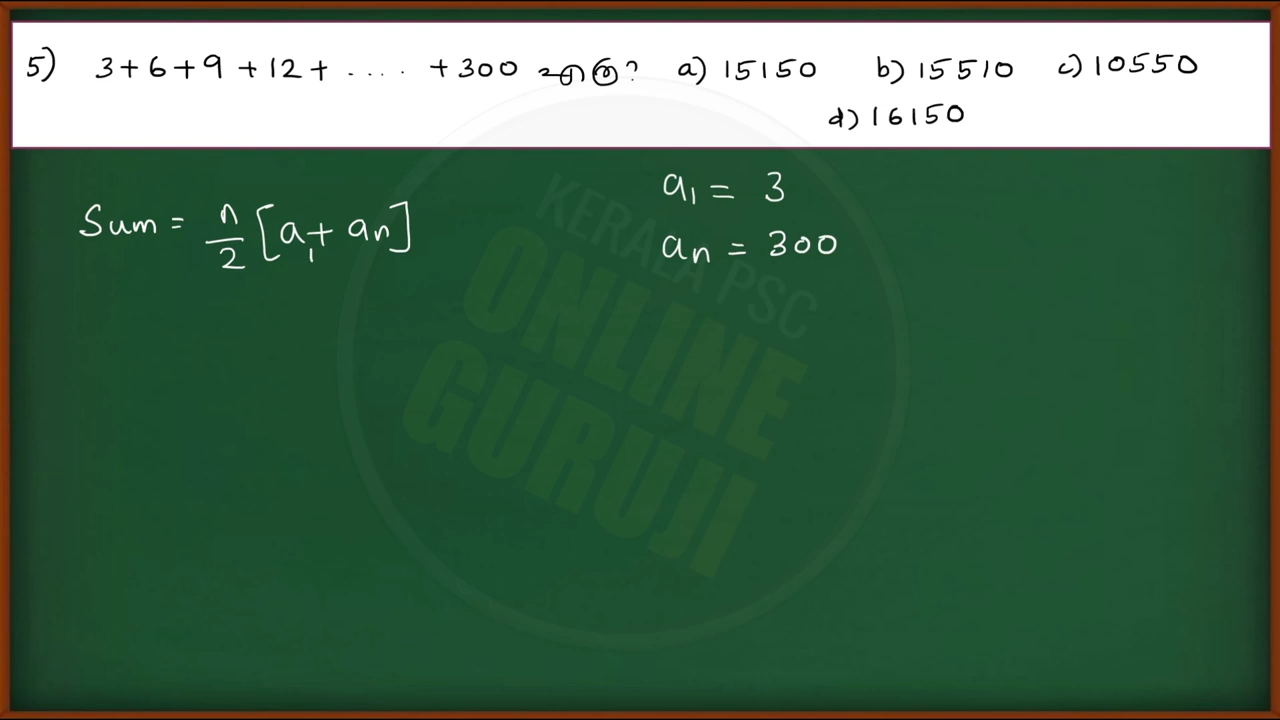 5) 3+6+9+12+ ..... +300 എത്ര? a) 15150 b) 15510 c) 10550
d) 16150
Sum = n/2 [a1 + an]
a1 = 3
an = 300
KERALA PSC
ONLINE
GURUJI